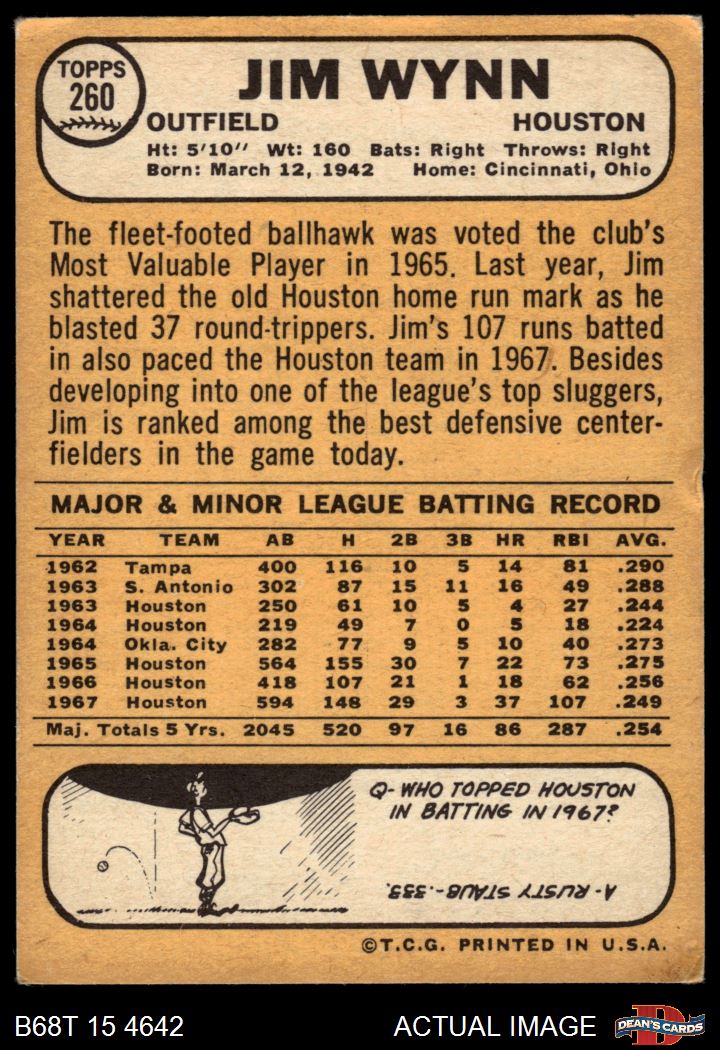 TOPPS
260
JIM WYNN
OUTFIELD HOUSTON
Ht: 5'10'' Wt: 160 Bats: Right Throws: Right
Born: March 12, 1942 Home: Cincinnati, Ohio
The fleet-footed ballhawk was voted the club's
Most Valuable Player in 1965. Last year, Jim
shattered the old Houston home run mark as he
blasted 37 round-trippers. Jim's 107 runs batted
in also paced the Houston team in 1967. Besides
developing into one of the league's top sluggers,
Jim is ranked among the best defensive center-
fielders in the game today.
MAJOR & MINOR LEAGUE BATTING RECORD
YEAR TEAM AB H 2B 3B HR RBI AVG.
1962 Tampa 400 116 10 5 14 81 .290
1963 S. Antonio 302 87 15 11 16 49 .288
1963 Houston 250 61 10 5 4 27 .244
1964 Houston 219 49 7 0 5 18 .224
1964 Okla. City 282 77 9 5 10 40 .273
1965 Houston 564 155 30 7 22 73 .275
1966 Houston 418 107 21 1 18 62 .256
1967 Houston 594 148 29 3 37 107 .249
Maj. Totals 5 Yrs. 2045 520 97 16 86 287 .254
Q- WHO TOPPED HOUSTON
IN BATTING IN 1967?
A- RUSTY STAUB-.333.
©T.C.G. PRINTED IN U.S.A.
B68T 15 4642 ACTUAL IMAGE
D
DEAN'S CARDS